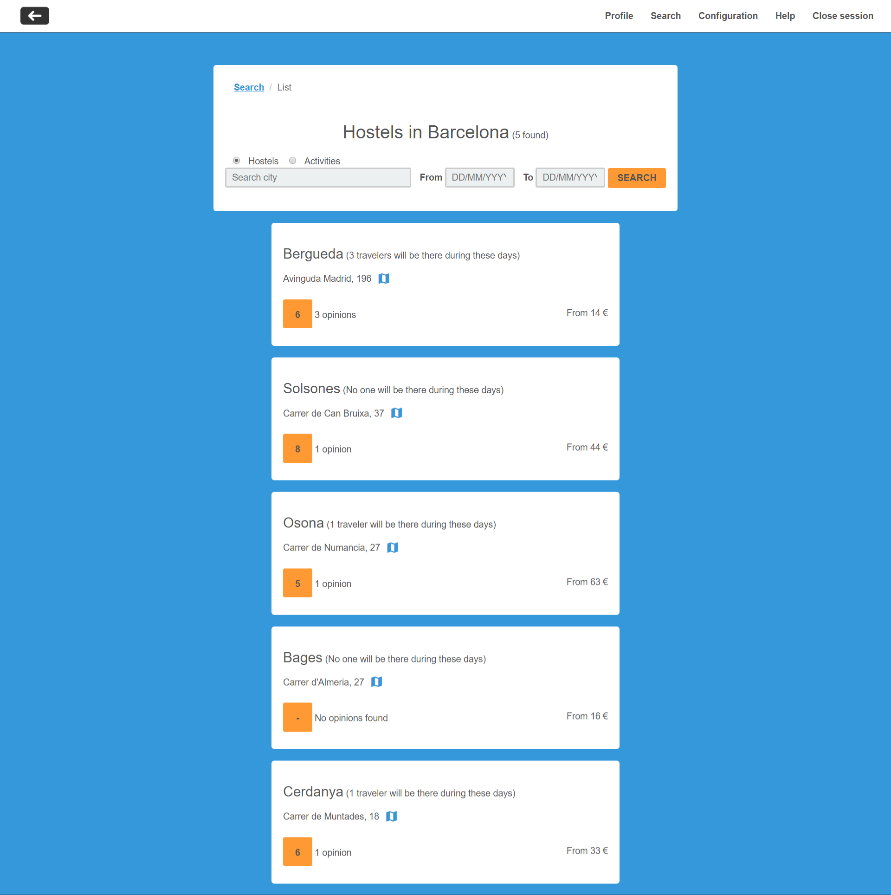 Profile Search Configuration Help Close session
Search / List
Hostels in Barcelona (5 found)
Hostels Activities
Search city From DD/MM/YYYY To DD/MM/YYYY SEARCH
Bergueda (3 travelers will be there during these days)
Avinguda Madrid, 196
6 3 opinions From 14 €
Solsones (No one will be there during these days)
Carrer de Can Bruixa, 37
8 1 opinion From 44 €
Osona (1 traveler will be there during these days)
Carrer de Numancia, 27
5 1 opinion From 63 €
Bages (No one will be there during these days)
Carrer d'Almeria, 27
- No opinions found From 16 €
Cerdanya (1 traveler will be there during these days)
Carrer de Muntades, 18
6 1 opinion From 33 €